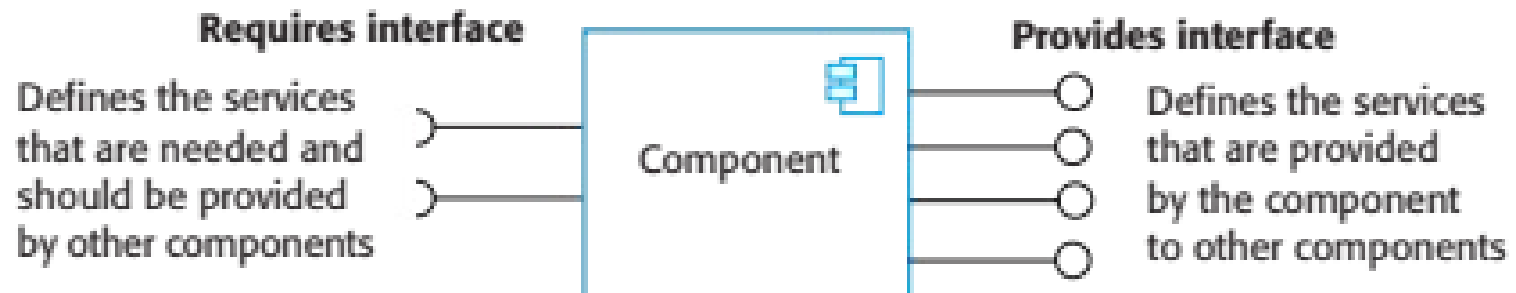 Requires interface
Defines the services
that are needed and
should be provided
by other components
Component
Provides interface
Defines the services
that are provided
by the component
to other components